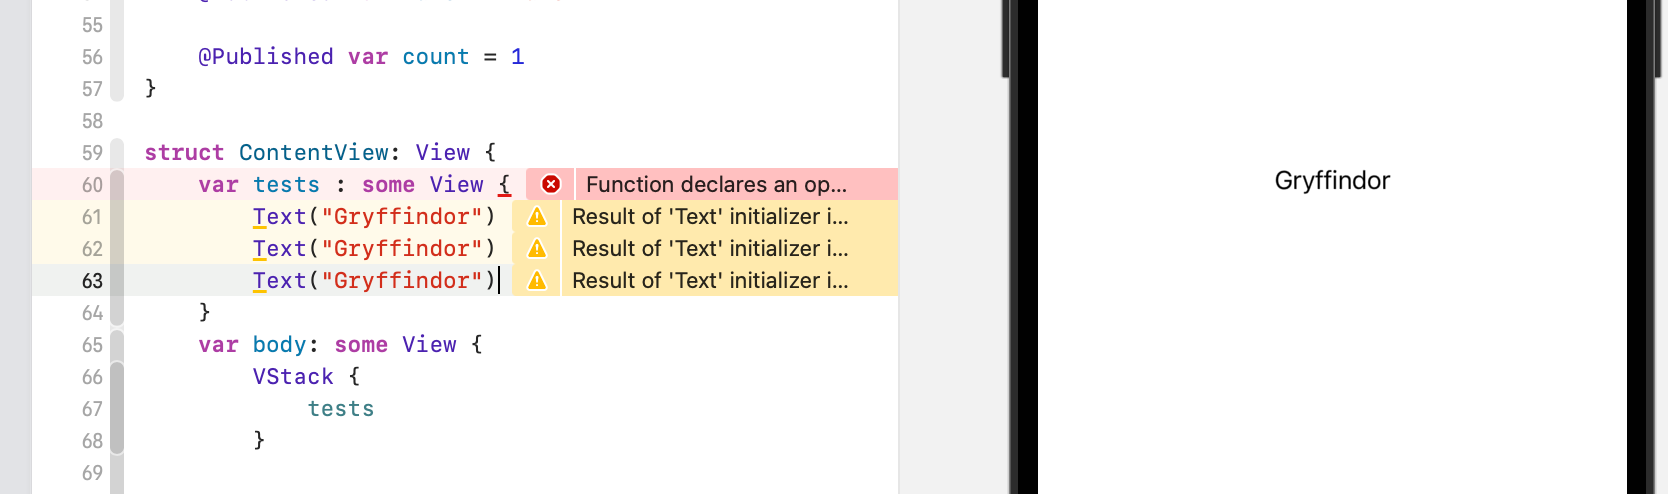 55
56 @Published var count = 1
57 }
58
59 struct ContentView: View {
60 var tests : some View { Function declares an op...
61 Text("Gryffindor") Result of 'Text' initializer i...
62 Text("Gryffindor") Result of 'Text' initializer i...
63 Text("Gryffindor") Result of 'Text' initializer i...
64 }
65 var body: some View {
66 VStack {
67 tests
68 }
69
Gryffindor